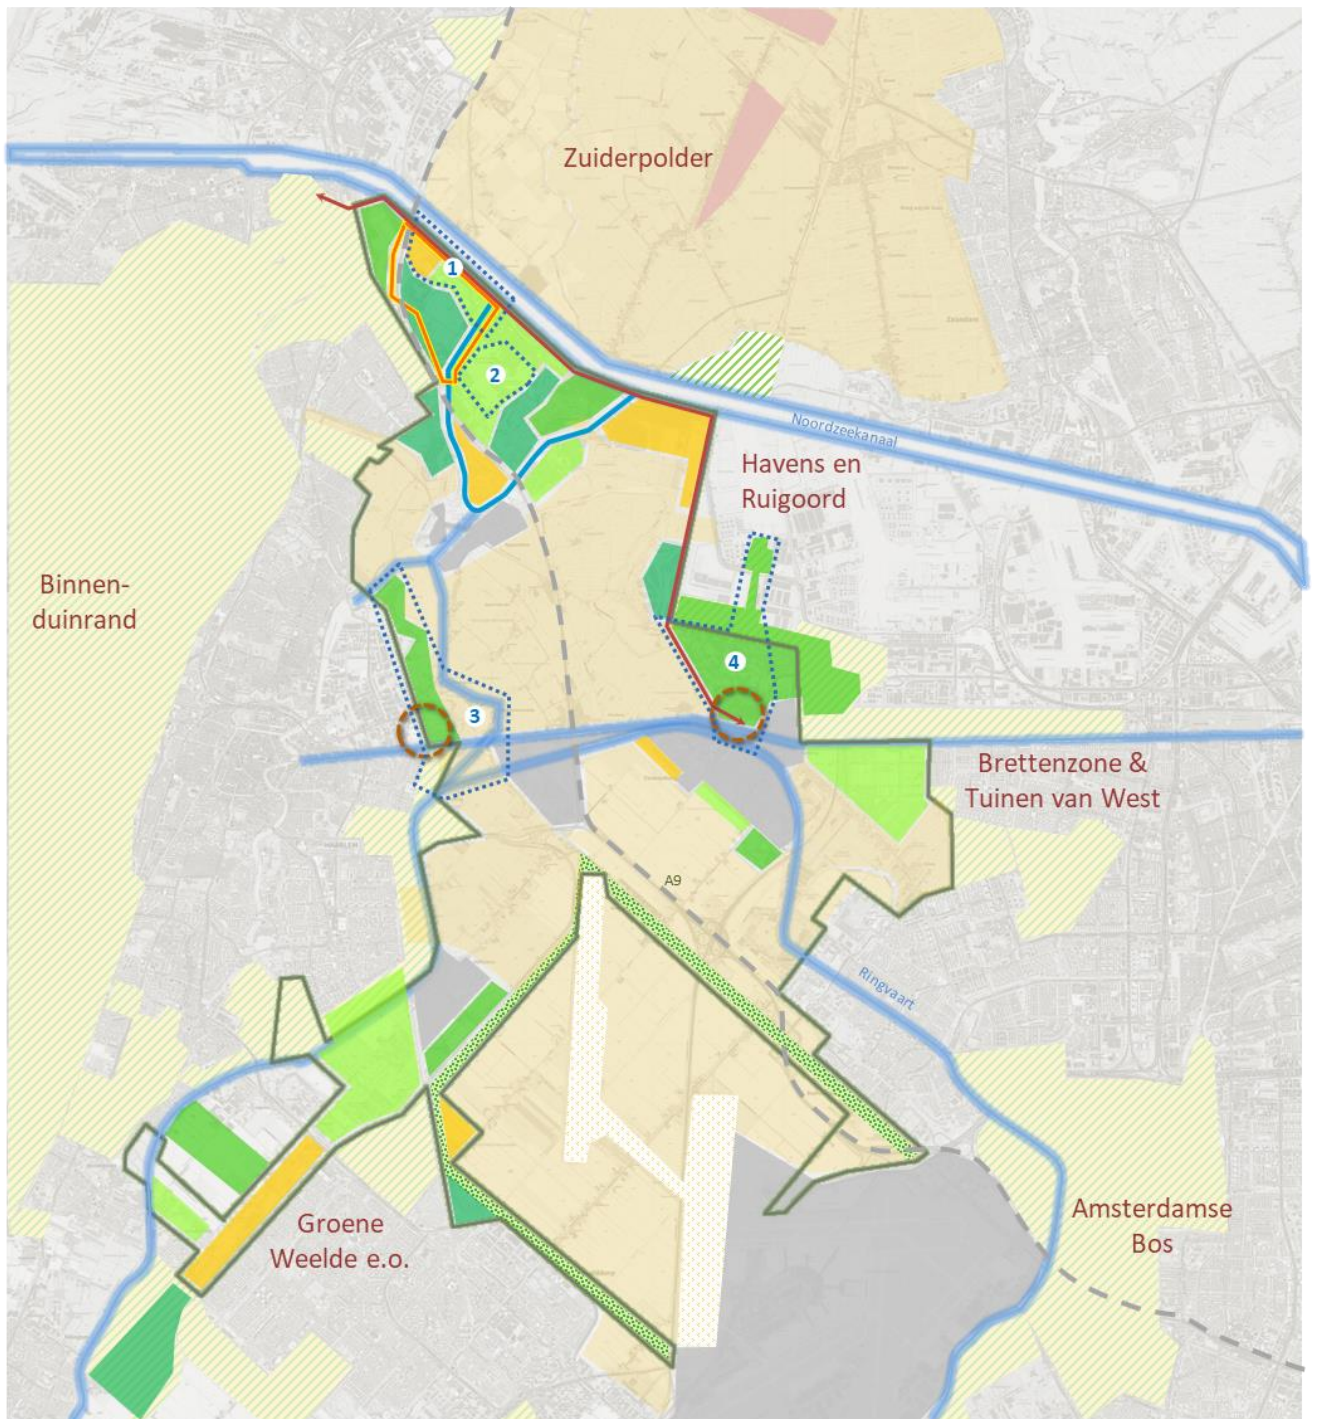 Zuiderpolder
1
2
Noordzeekanaal
Havens en
Ruigoord
Binnen-
duinrand
4
3
Brettenzone &
Tuinen van West
HAARLEM
A9
Ringvaart
Amsterdamse
Bos
Groene
Weelde e.o.